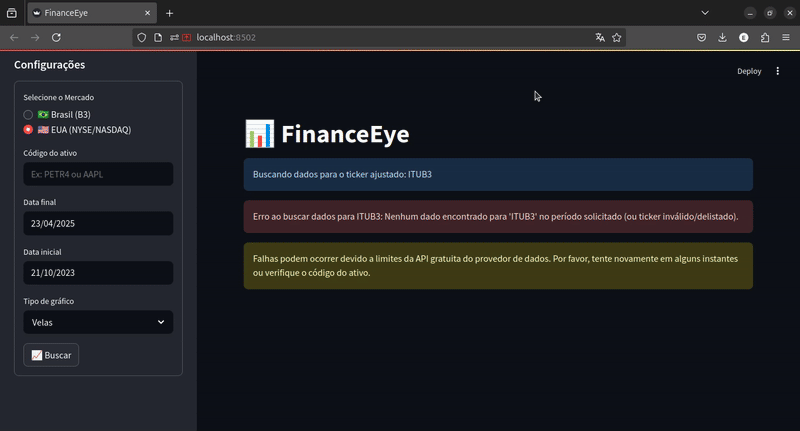 FinanceEye
localhost:8502
Configurações
Deploy
Selecione o Mercado
Brasil (B3)
EUA (NYSE/NASDAQ)
Código do ativo
Ex: PETR4 ou AAPL
Data final
23/04/2025
Data inicial
21/10/2023
Tipo de gráfico
Velas
Buscar
FinanceEye
Buscando dados para o ticker ajustado: ITUB3
Erro ao buscar dados para ITUB3: Nenhum dado encontrado para 'ITUB3' no período solicitado (ou ticker inválido/delistado).
Falhas podem ocorrer devido a limites da API gratuita do provedor de dados. Por favor, tente novamente em alguns instantes
ou verifique o código do ativo.